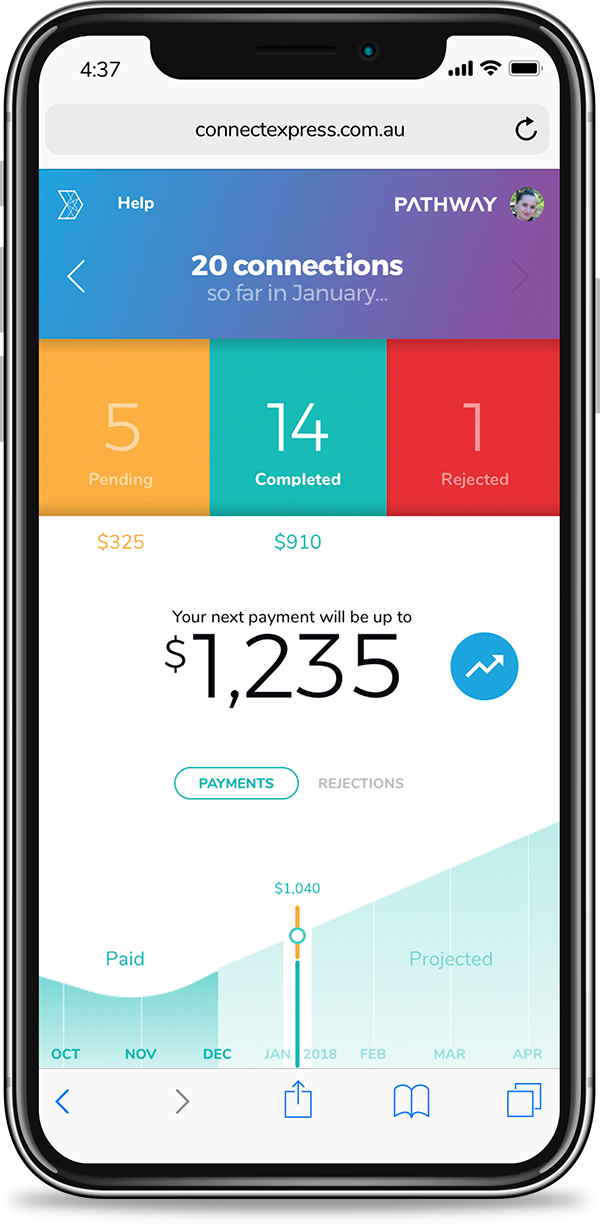 4:37
connectexpress.com.au
Help
PATHWAY
20 connections
so far in January...
5
Pending
14
Completed
1
Rejected
$325
$910
Your next payment will be up to
$1,235
PAYMENTS
REJECTIONS
$1,040
Paid
Projected
OCT NOV DEC JAN 2018 FEB MAR APR